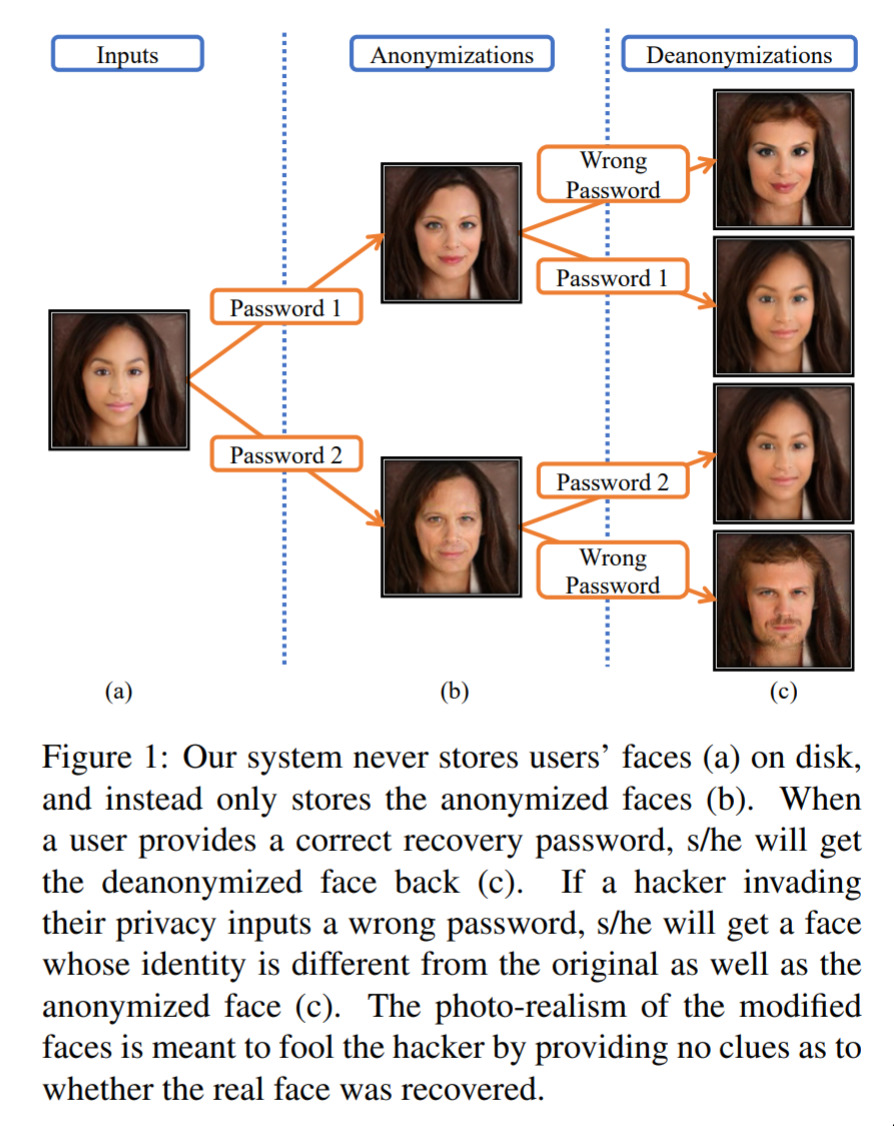 Inputs
Anonymizations
Deanonymizations
Wrong
Password
Password 1
Password 1
Password 2
Password 2
Wrong
Password
(a)
(b)
(c)
Figure 1: Our system never stores users’ faces (a) on disk,
and instead only stores the anonymized faces (b). When
a user provides a correct recovery password, s/he will get
the deanonymized face back (c). If a hacker invading
their privacy inputs a wrong password, s/he will get a face
whose identity is different from the original as well as the
anonymized face (c). The photo-realism of the modified
faces is meant to fool the hacker by providing no clues as to
whether the real face was recovered.